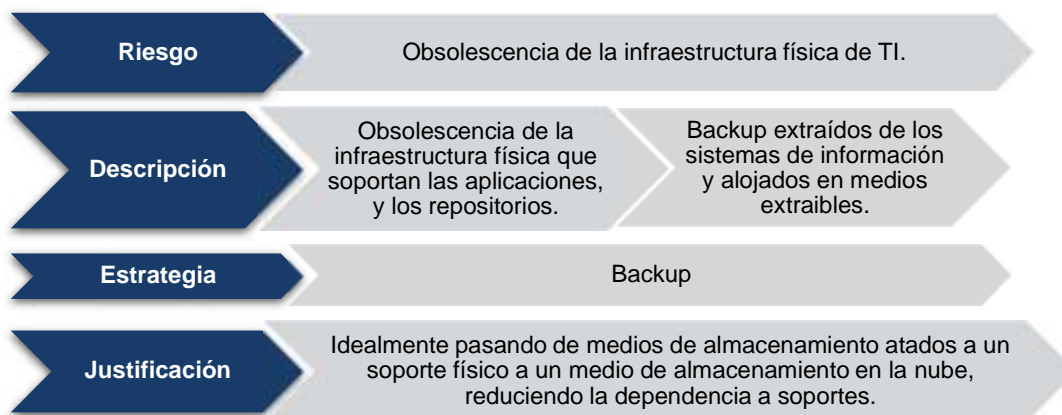 Riesgo
Obsolescencia de la infraestructura física de TI.
Descripción
Obsolescencia de la
infraestructura física que
soportan las aplicaciones,
y los repositorios.
Backup extraídos de los
sistemas de información
y alojados en medios
extraibles.
Estrategia
Backup
Justificación
Idealmente pasando de medios de almacenamiento atados a un
soporte físico a un medio de almacenamiento en la nube,
reduciendo la dependencia a soportes.